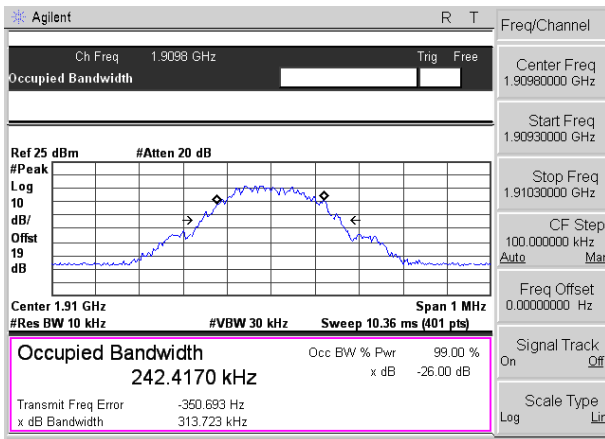 Agilent R T
Ch Freq 1.9098 GHz Trig Free
Occupied Bandwidth
Ref 25 dBm #Atten 20 dB
#Peak
Log
10
dB/
Offst
19
dB
Center 1.91 GHz Span 1 MHz
#Res BW 10 kHz #VBW 30 kHz Sweep 10.36 ms (401 pts)
Occupied Bandwidth Occ BW % Pwr 99.00 %
242.4170 kHz x dB -26.00 dB
Transmit Freq Error -350.693 Hz
x dB Bandwidth 313.723 kHz
Freq/Channel
Center Freq
1.90980000 GHz
Start Freq
1.90930000 GHz
Stop Freq
1.91030000 GHz
CF Step
100.000000 kHz
Auto Mar
Freq Offset
0.00000000 Hz
Signal Track
On Off
Scale Type
Log Lin